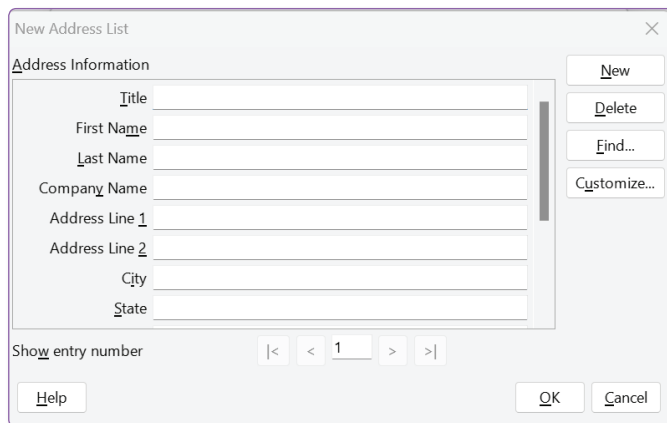 New Address List
Address Information
Title
First Name
Last Name
Company Name
Address Line 1
Address Line 2
City
State
New
Delete
Find...
Customize...
Show entry number |< < 1 > >|
Help OK Cancel